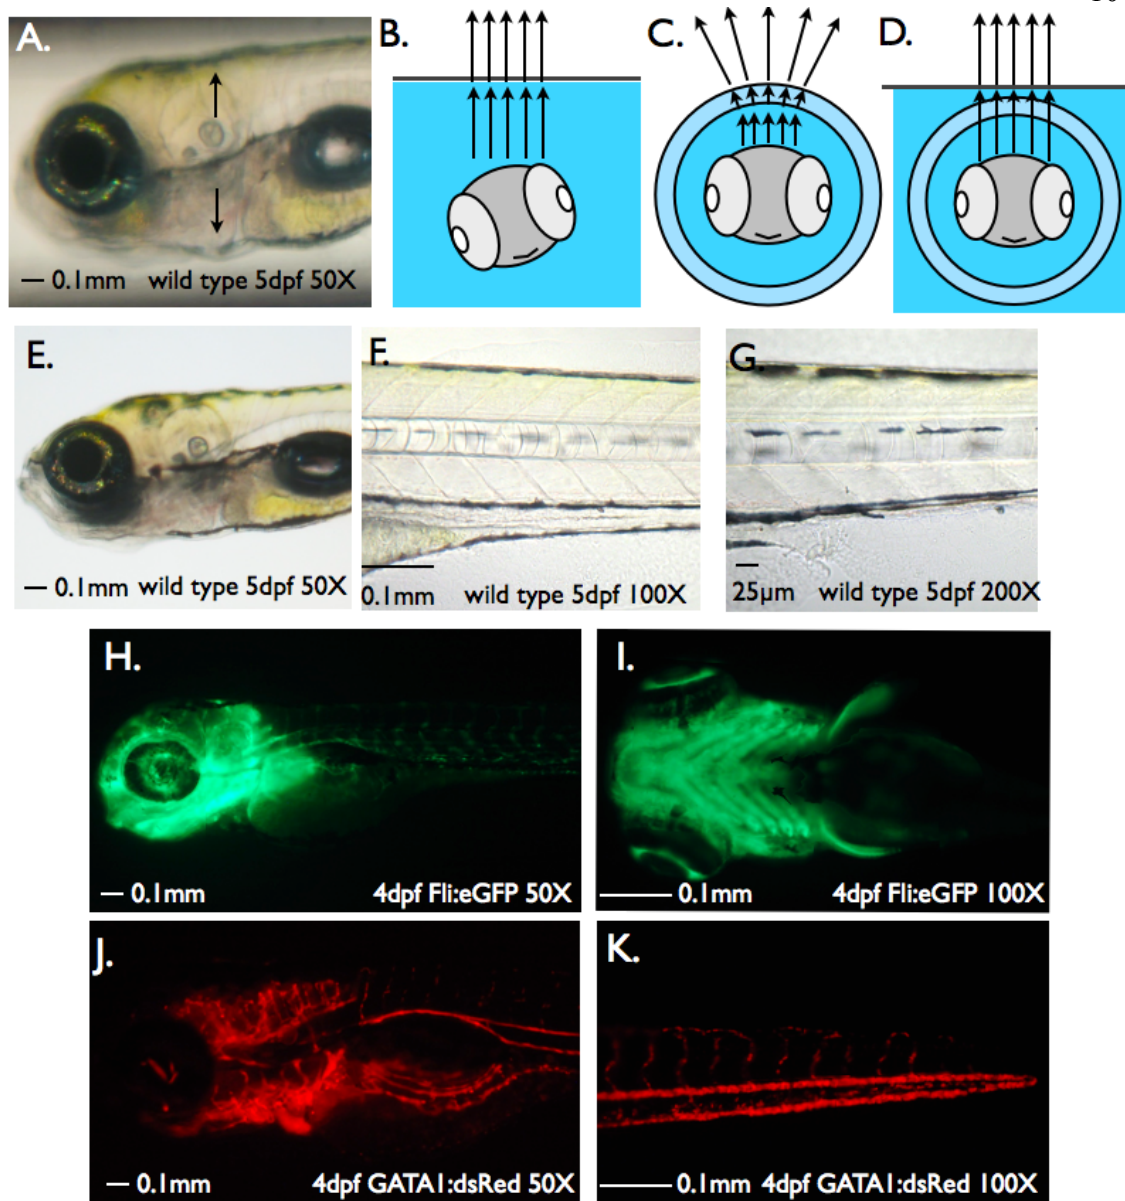 A.
0.1mm wild type 5dpf 50X
B.
C.
D.
E.
0.1mm wild type 5dpf 50X
F.
0.1mm wild type 5dpf 100X
G.
25µm wild type 5dpf 200X
H.
0.1mm 4dpf Fli:eGFP 50X
I.
0.1mm 4dpf Fli:eGFP 100X
J.
0.1mm 4dpf GATA1:dsRed 50X
K.
0.1mm 4dpf GATA1:dsRed 100X